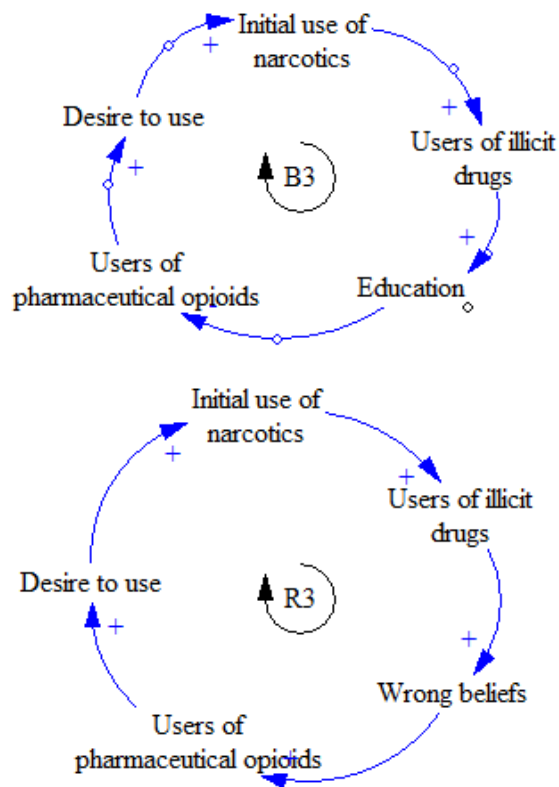 Initial use of
narcotics
+
+
Desire to use
Users of illicit
drugs
+
B3
+
Users of
pharmaceutical opioids
Education
-
Initial use of
narcotics
+
+
Users of illicit
drugs
Desire to use
R3
+
+
Wrong beliefs
Users of
pharmaceutical opioids
+